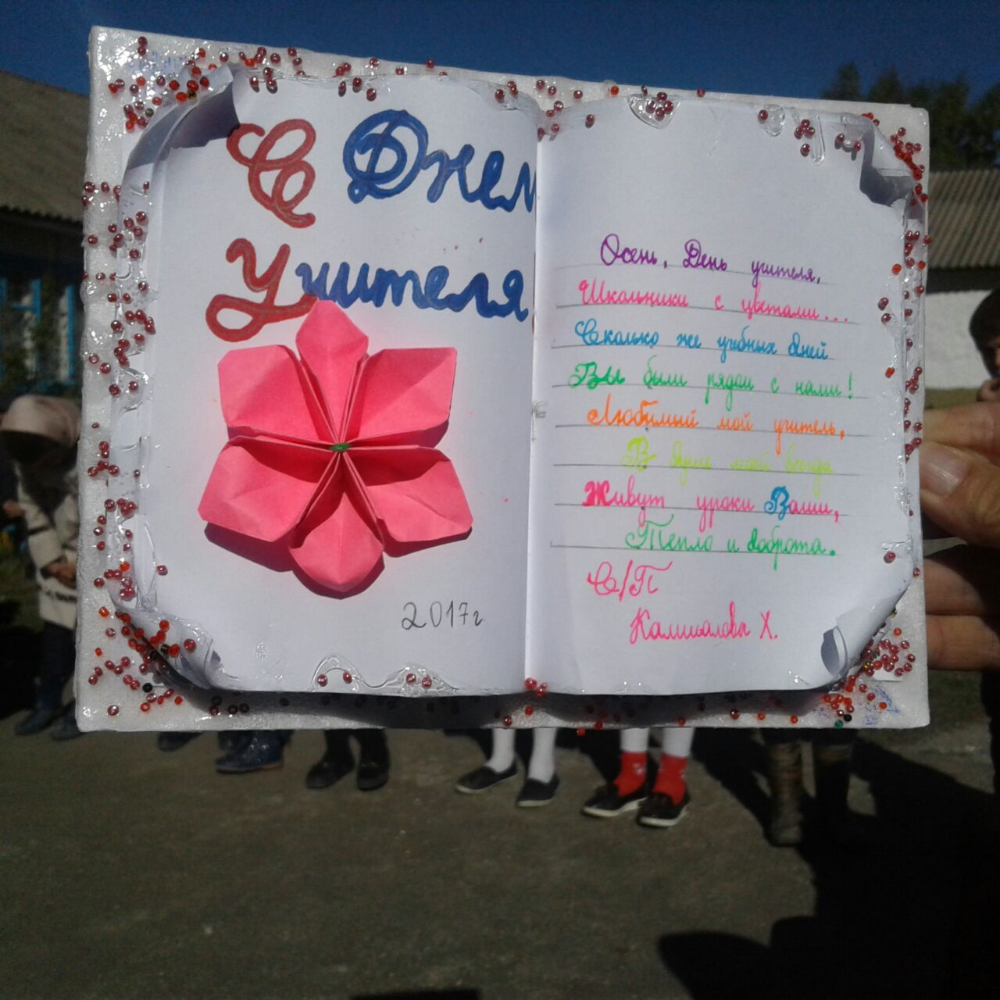 С Днем
Учителя
2017г
Осень, День учителя,
Школьники с цветами...
Сколько же учебных дней
Вы были рядом с нами!
Любимый мой учитель,
В душе моей всегда
Живут уроки Ваши,
Тепло и доброта.
С/П
Х.